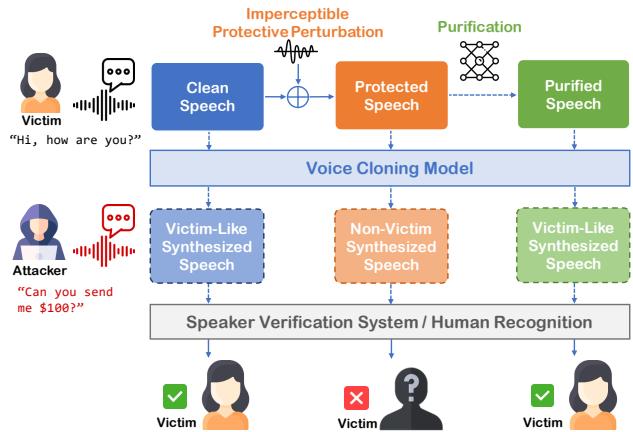 Imperceptible
Protective Perturbation
Purification
Clean
Speech
Protected
Speech
Purified
Speech
Victim
“Hi, how are you?”
Voice Cloning Model
Victim-Like
Synthesized
Speech
Non-Victim
Synthesized
Speech
Victim-Like
Synthesized
Speech
Attacker
“Can you send
me $100?”
Speaker Verification System / Human Recognition
?
Victim
Victim
Victim